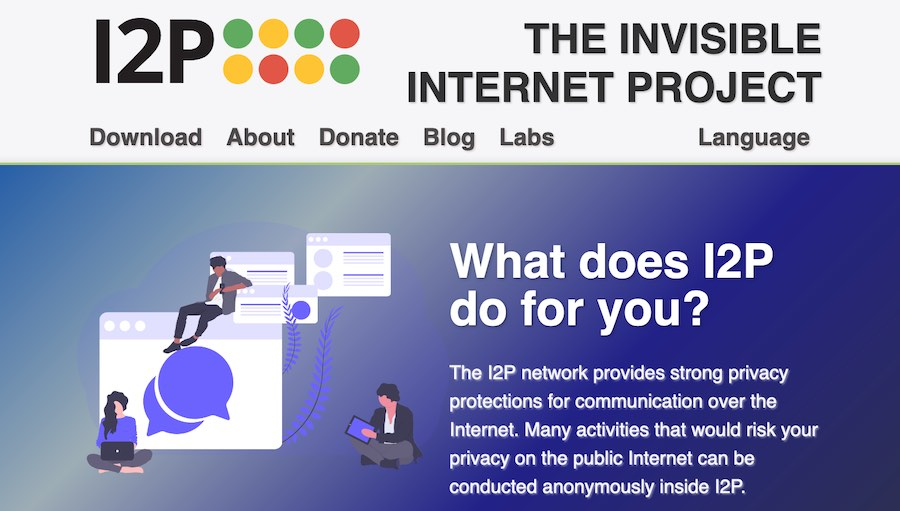 I2P
THE INVISIBLE
INTERNET PROJECT
Download About Donate Blog Labs Language
What does I2P
do for you?
The I2P network provides strong privacy
protections for communication over the
Internet. Many activities that would risk your
privacy on the public Internet can be
conducted anonymously inside I2P.